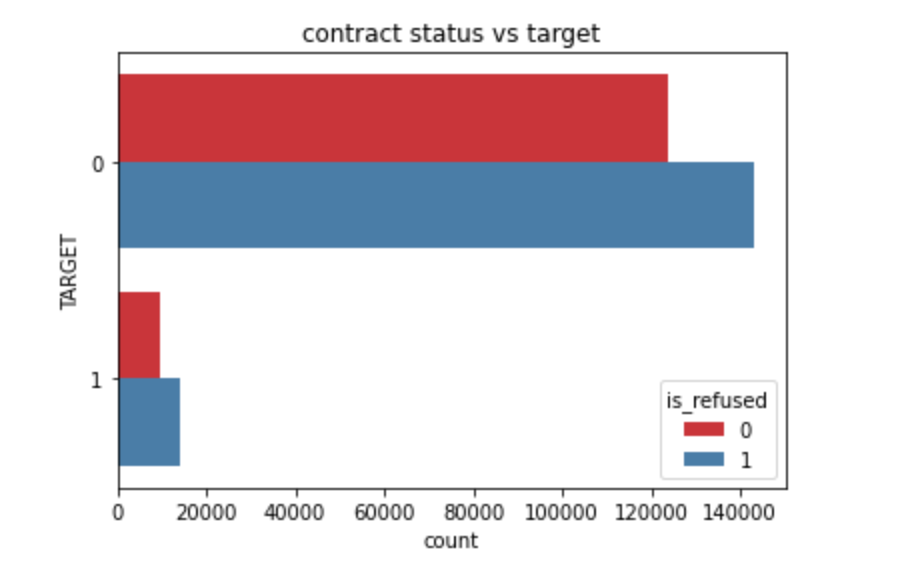 contract status vs target
TARGET
0
1
is_refused
0
1
0 20000 40000 60000 80000 100000 120000 140000
count